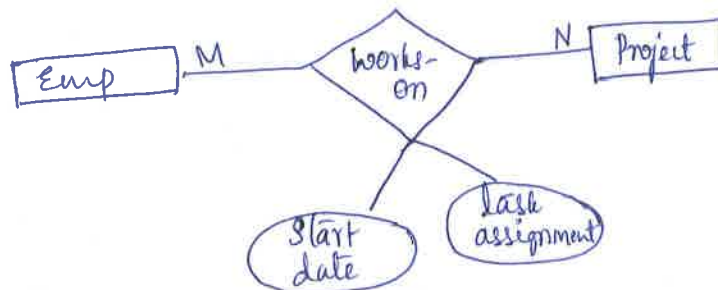 Emp
M
works-
on
N
Project
Start
date
task
assignment